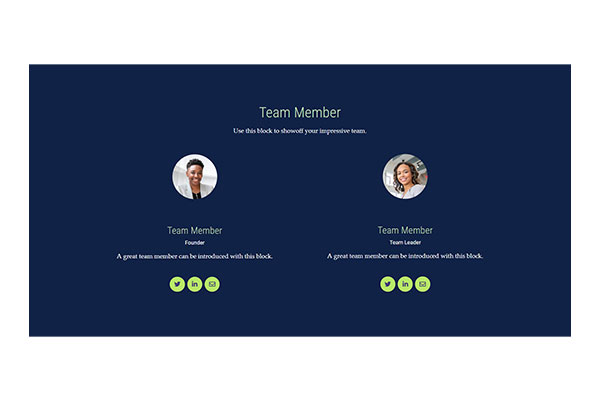 Team Member
Use this block to showoff your impressive team.
Team Member
Founder
A great team member can be introduced with this block.
Team Member
Team Leader
A great team member can be introduced with this block.